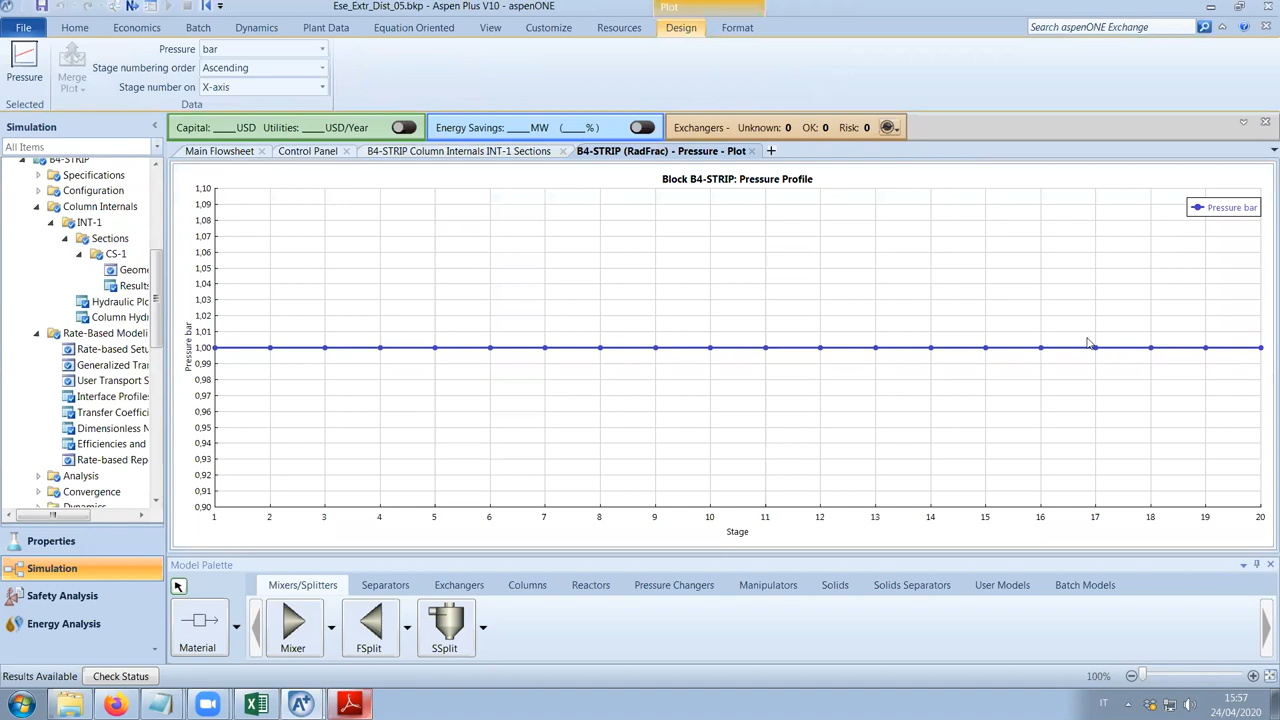 Ese_Extr_Dist_05.bkp - Aspen Plus V10 - aspenONE
Plot
File Home Economics Batch Dynamics Plant Data Equation Oriented View Customize Resources Design Format
Search aspenONE Exchange
Pressure bar
Stage numbering order Ascending
Stage number on X-axis
Pressure
Merge
Plot
Selected Data
Simulation
Capital: ____USD Utilities: ____USD/Year
Energy Savings: ____MW (____%)
Exchangers - Unknown: 0 OK: 0 Risk: 0
All Items
Main Flowsheet Control Panel B4-STRIP Column Internals INT-1 Sections B4-STRIP (RadFrac) - Pressure - Plot
B4-STRIP
Specifications
Configuration
Column Internals
INT-1
Sections
CS-1
Geome
Results
Hydraulic Plo
Column Hydr
Rate-Based Modeli
Rate-based Setu
Generalized Tra
User Transport S
Interface Profiles
Transfer Coeffici
Dimensionless N
Efficiencies and
Rate-based Rep
Analysis
Convergence
Dynamics
Block B4-STRIP: Pressure Profile
Pressure bar
Pressure bar
1,10
1,09
1,08
1,07
1,06
1,05
1,04
1,03
1,02
1,01
1,00
0,99
0,98
0,97
0,96
0,95
0,94
0,93
0,92
0,91
0,90
1 2 3 4 5 6 7 8 9 10 11 12 13 14 15 16 17 18 19 20
Stage
Properties
Simulation
Safety Analysis
Energy Analysis
Model Palette
Mixers/Splitters Separators Exchangers Columns Reactors Pressure Changers Manipulators Solids Solids Separators User Models Batch Models
Material Mixer FSplit SSplit
Results Available Check Status
100%
IT
15:57
24/04/2020